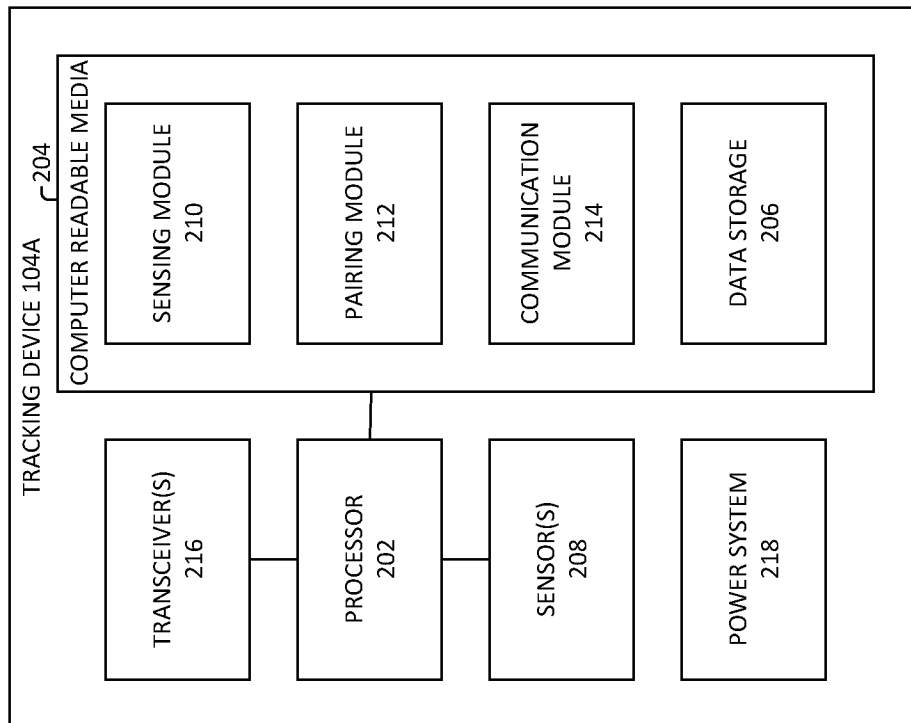 TRACKING DEVICE 104A
204
COMPUTER READABLE MEDIA
TRANSCEIVER(S)
216
PROCESSOR
202
SENSOR(S)
208
POWER SYSTEM
218
SENSING MODULE
210
PAIRING MODULE
212
COMMUNICATION
MODULE
214
DATA STORAGE
206